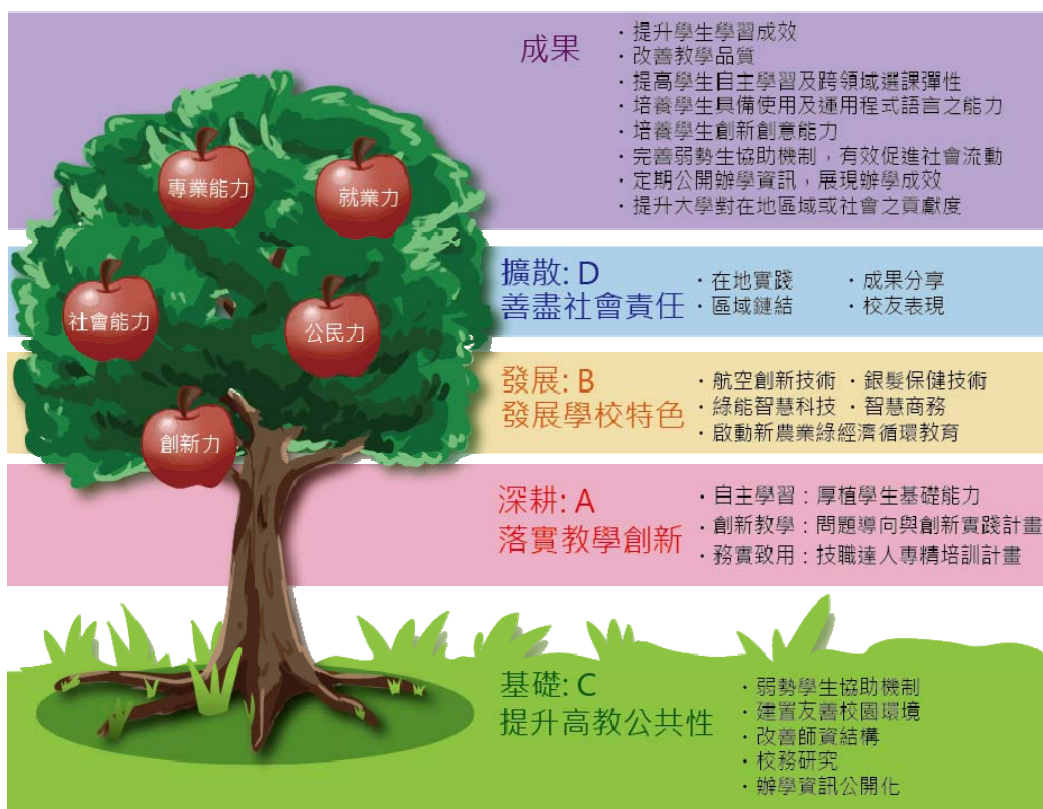 成果
・提升學生學習成效
・改善教學品質
・提高學生自主學習及跨領域選課彈性
・培養學生具備使用及運用程式語言之能力
・培養學生創新創意能力
・完善弱勢生協助機制，有效促進社會流動
・定期公開辦學資訊，展現辦學成效
・提升大學對在地區域或社會之貢獻度
專業能力
就業力
社會能力
公民力
創新力
擴散: D
善盡社會責任
・在地實踐 ・成果分享
・區域鏈結 ・校友表現
發展: B
發展學校特色
・航空創新技術 ・銀髮保健技術
・綠能智慧科技 ・智慧商務
・啟動新農業綠經濟循環教育
深耕: A
落實教學創新
・自主學習：厚植學生基礎能力
・創新教學：問題導向與創新實踐計畫
・務實致用：技職達人專精培訓計畫
基礎: C
提升高教公共性
・弱勢學生協助機制
・建置友善校園環境
・改善師資結構
・校務研究
・辦學資訊公開化